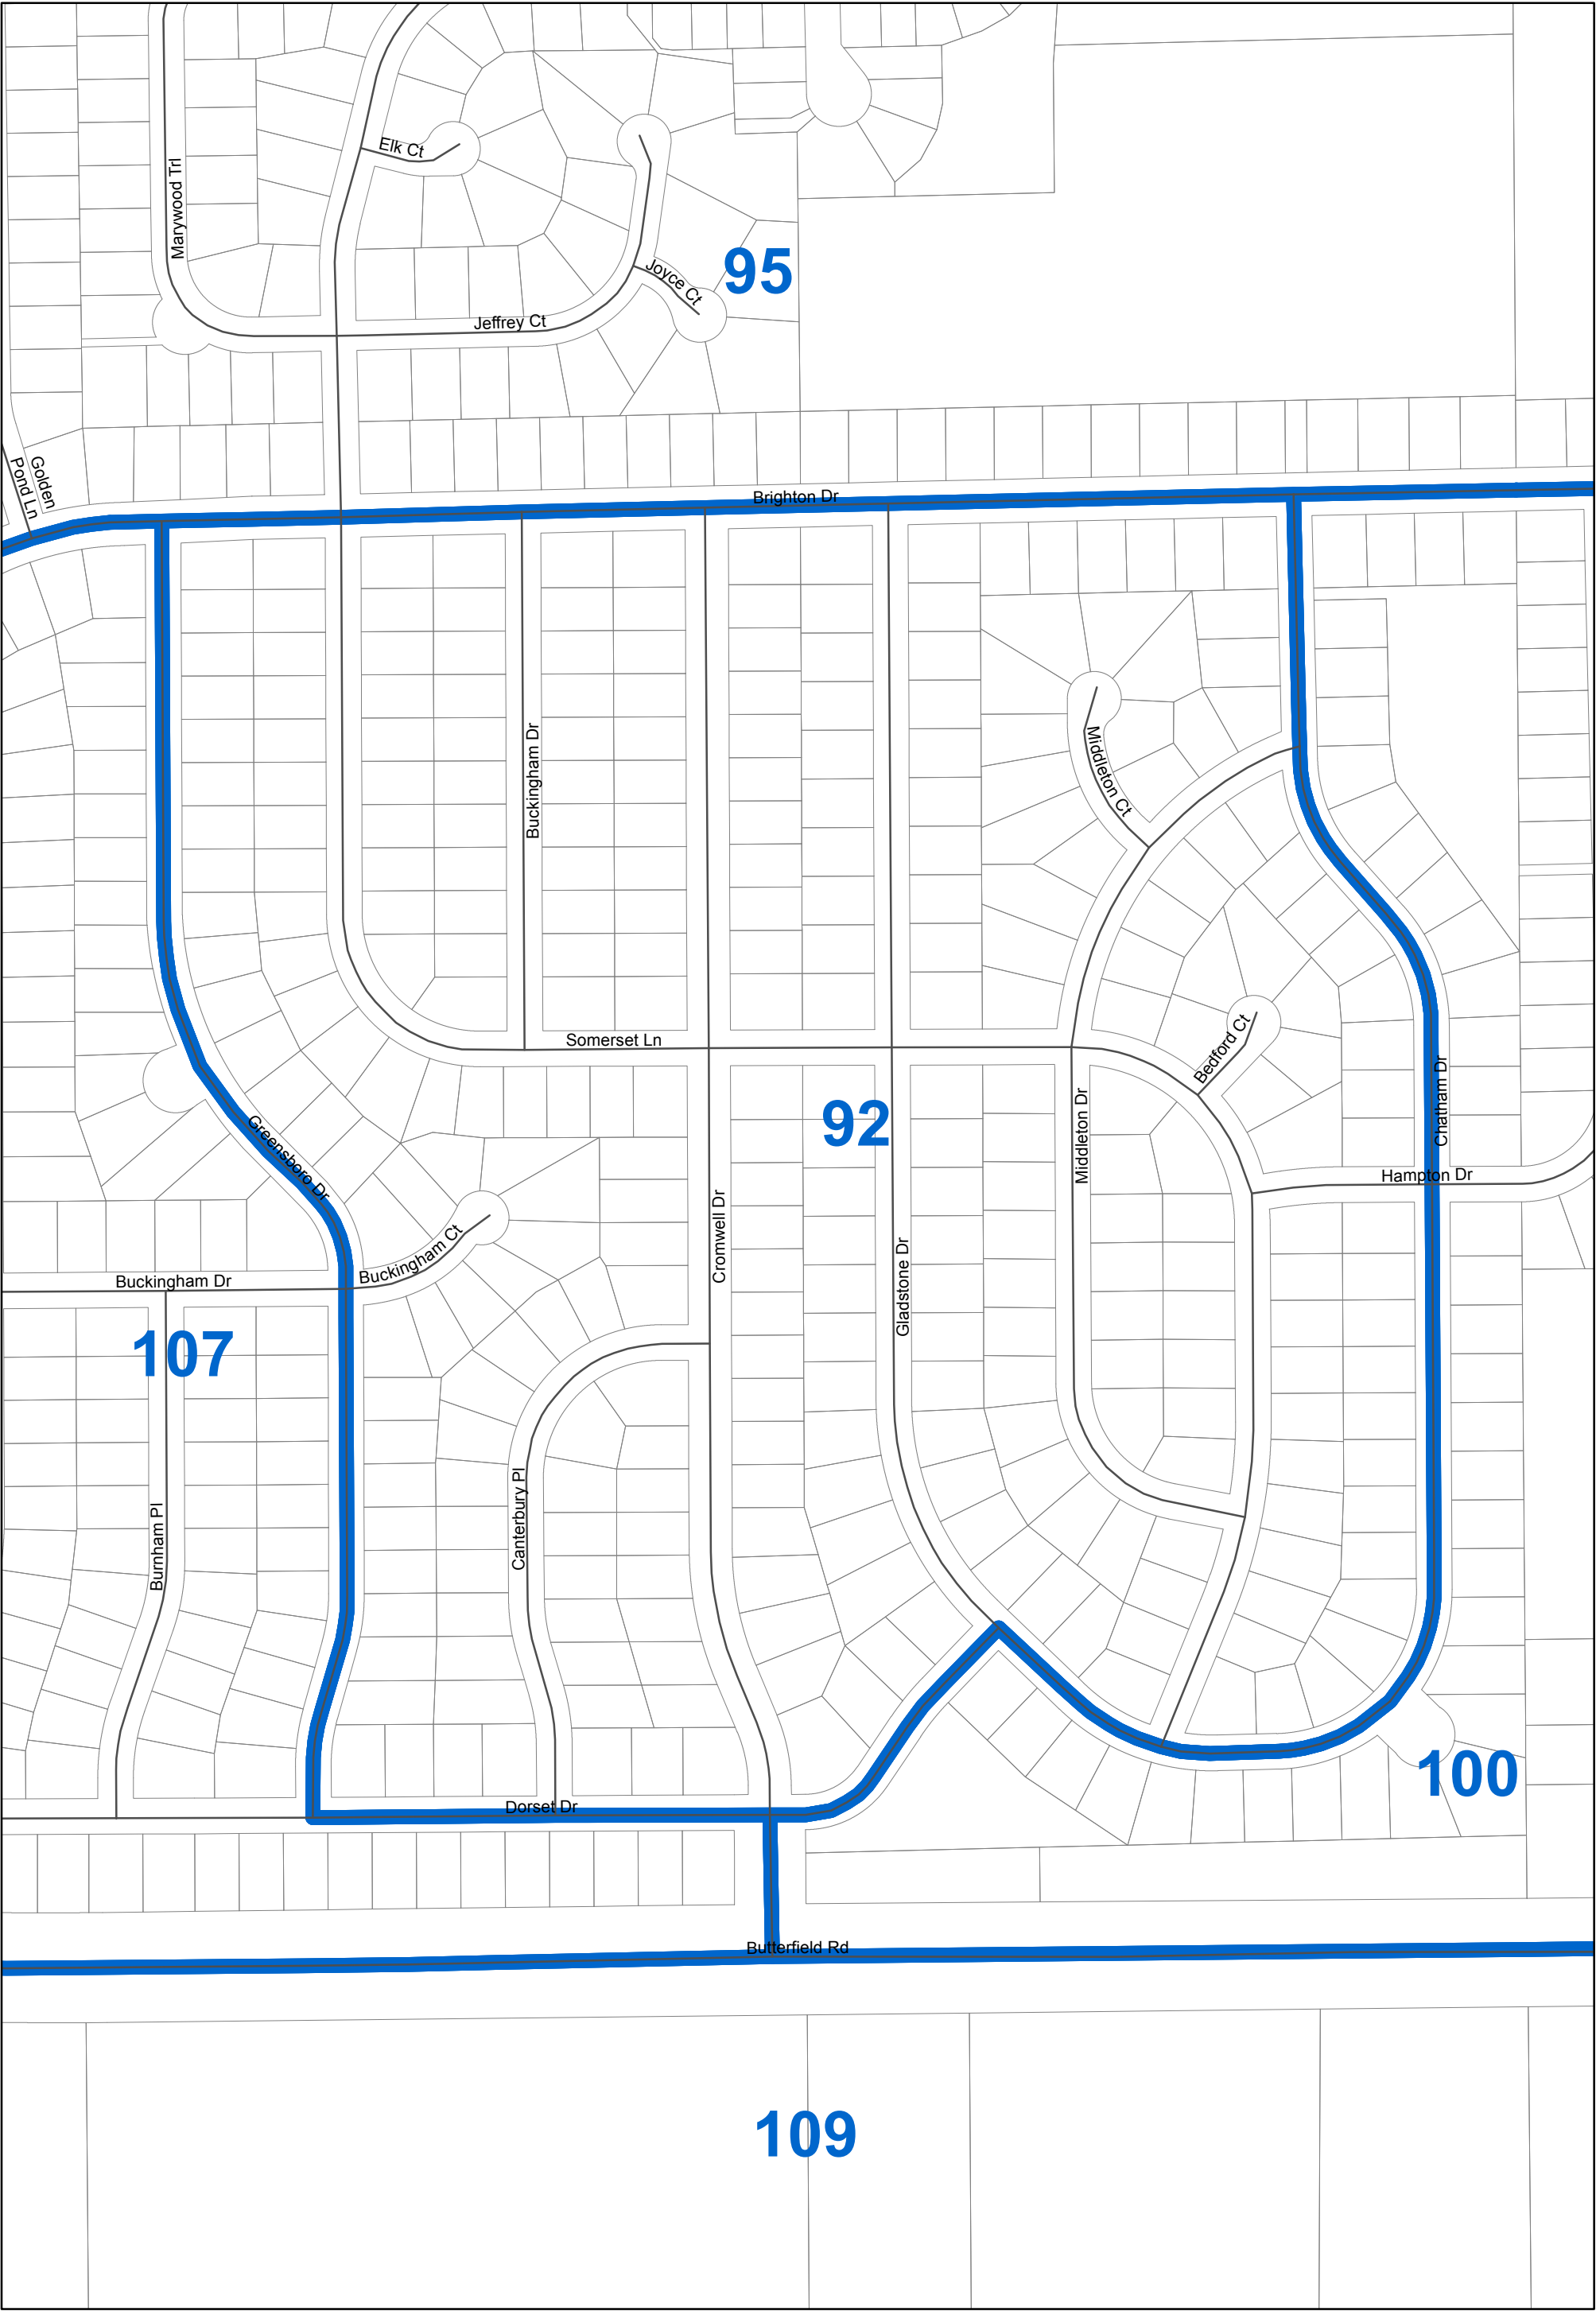 Marywood Trl
Elk Ct
Joyce Ct
95
Jeffrey Ct
Golden
Pond Ln
Brighton Dr
Buckingham Dr
Middleton Ct
Somerset Ln
Bedford Ct
92
Middleton Dr
Chatham Dr
Greensboro Dr
Hampton Dr
Cromwell Dr
Gladstone Dr
Buckingham Ct
Buckingham Dr
107
Canterbury Pl
Burnham Pl
100
Dorset Dr
Butterfield Rd
109